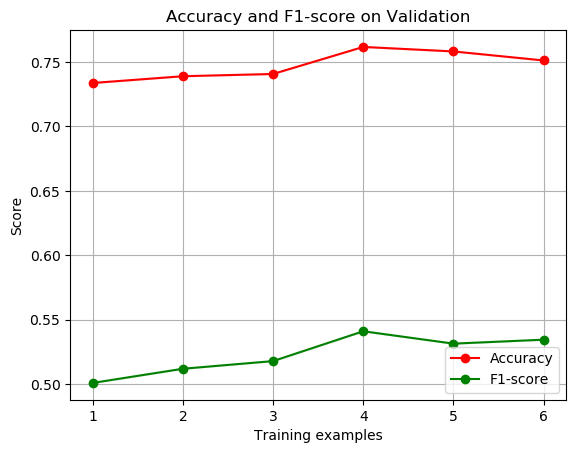 Accuracy and F1-score on Validation
Score
0.75
0.70
0.65
0.60
0.55
0.50
Accuracy
F1-score
1 2 3 4 5 6
Training examples